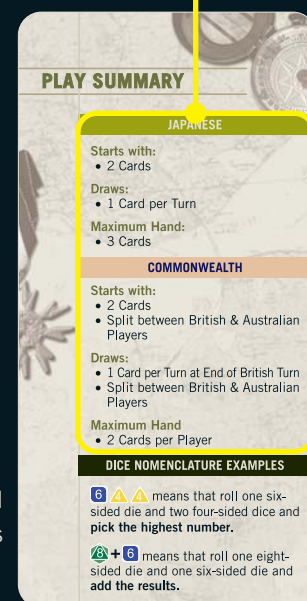 PLAY SUMMARY
JAPANESE
Starts with:
• 2 Cards
Draws:
• 1 Card per Turn
Maximum Hand:
• 3 Cards
COMMONWEALTH
Starts with:
• 2 Cards
• Split between British & Australian
Players
Draws:
• 1 Card per Turn at End of British Turn
• Split between British & Australian
Players
Maximum Hand
• 2 Cards per Player
DICE NOMENCLATURE EXAMPLES
6 4 4 means that roll one six-
sided die and two four-sided dice and
pick the highest number.
8 + 6 means that roll one eight-
sided die and one six-sided die and
add the results.